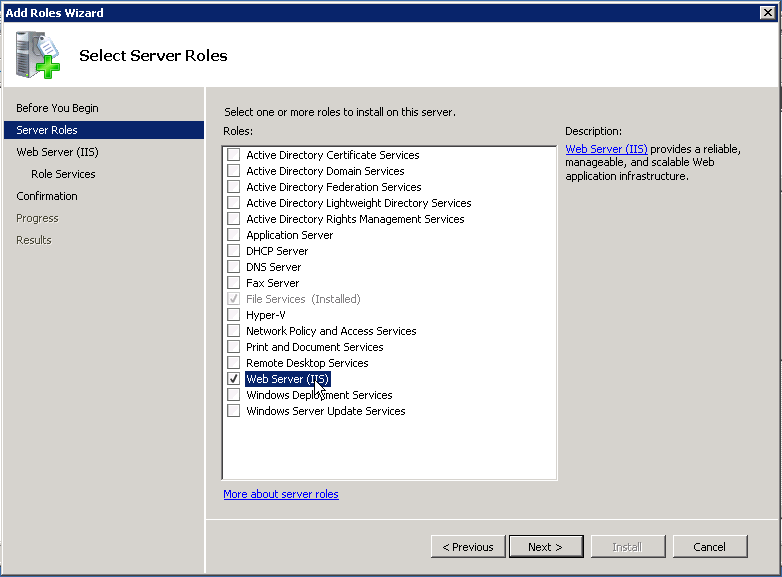 Add Roles Wizard
Select Server Roles
Before You Begin
Server Roles
Web Server (IIS)
Role Services
Confirmation
Progress
Results
Select one or more roles to install on this server.
Roles:
Active Directory Certificate Services
Active Directory Domain Services
Active Directory Federation Services
Active Directory Lightweight Directory Services
Active Directory Rights Management Services
Application Server
DHCP Server
DNS Server
Fax Server
File Services (Installed)
Hyper-V
Network Policy and Access Services
Print and Document Services
Remote Desktop Services
Web Server (IIS)
Windows Deployment Services
Windows Server Update Services
More about server roles
Description:
Web Server (IIS) provides a reliable,
manageable, and scalable Web
application infrastructure.
< Previous
Next >
Install
Cancel